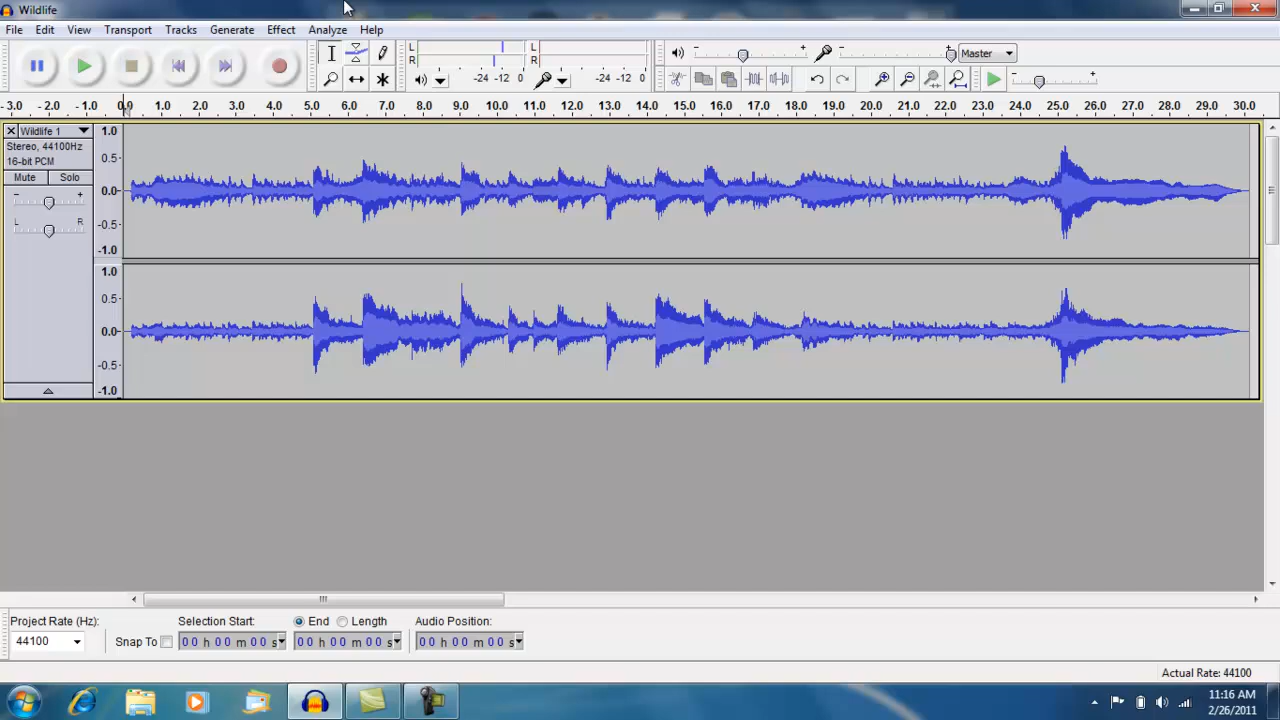 Wildlife
File Edit View Transport Tracks Generate Effect Analyze Help
L R -24 -12 0 L R -24 -12 0 Master
- 3.0 -2.0 -1.0 0.0 1.0 2.0 3.0 4.0 5.0 6.0 7.0 8.0 9.0 10.0 11.0 12.0 13.0 14.0 15.0 16.0 17.0 18.0 19.0 20.0 21.0 22.0 23.0 24.0 25.0 26.0 27.0 28.0 29.0 30.0
Wildlife 1
Stereo, 44100Hz
16-bit PCM
Mute Solo
- +
L R
1.0
0.5
0.0
-0.5
-1.0
1.0
0.5
0.0
-0.5
-1.0
Project Rate (Hz): Selection Start: End Length Audio Position:
44100 Snap To 00 h 00 m 00 s 00 h 00 m 00 s 00 h 00 m 00 s
Actual Rate: 44100
11:16 AM
2/26/2011